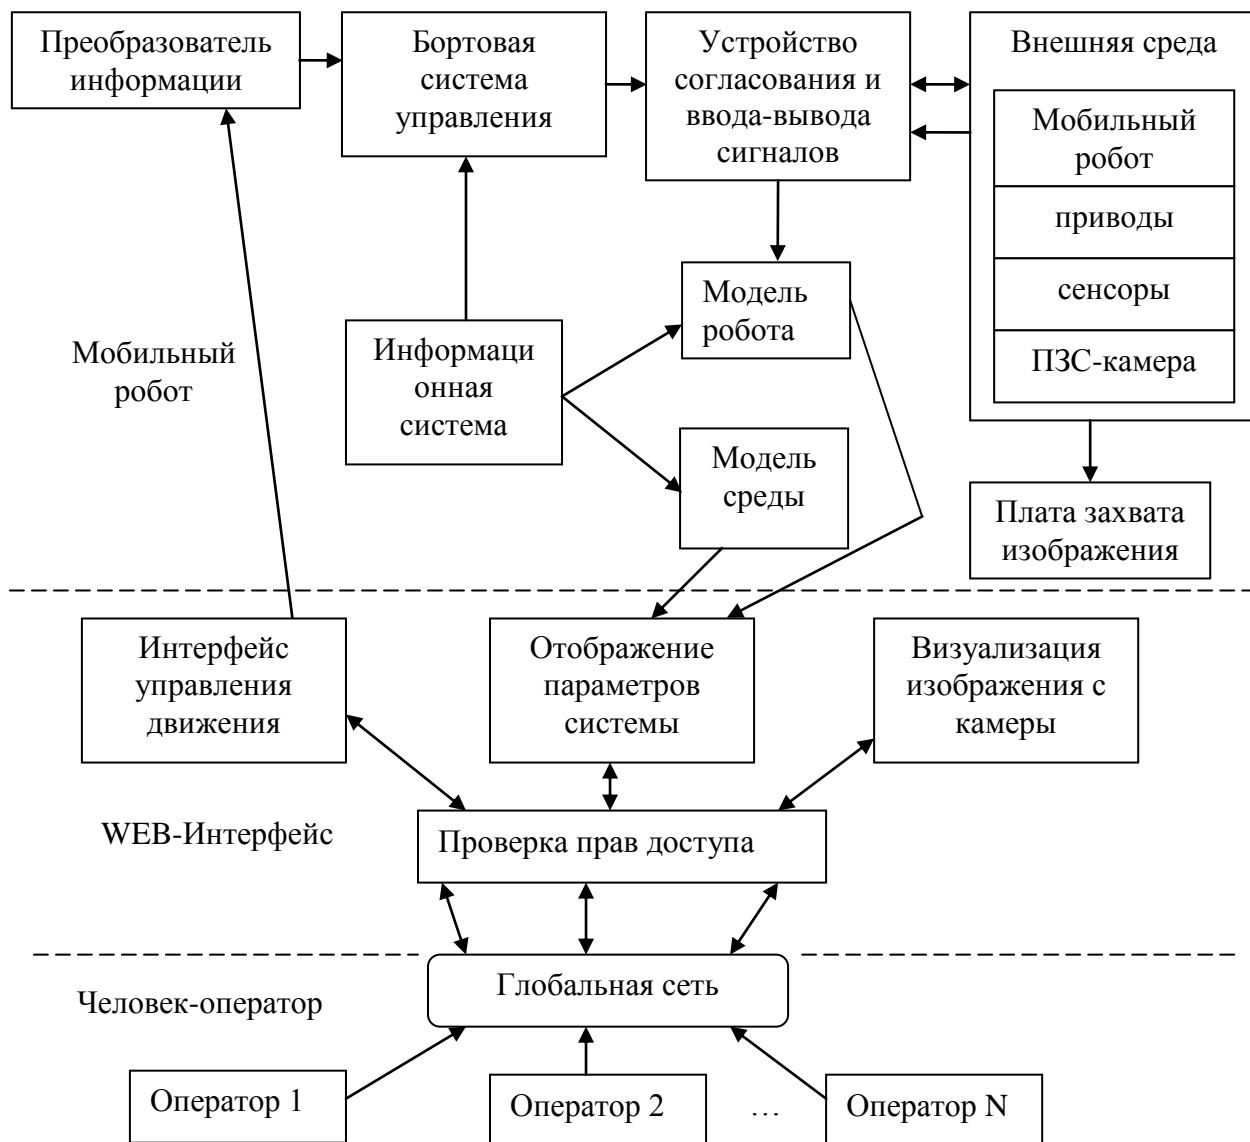 Преобразователь
информации
Бортовая
система
управления
Устройство
согласования и
ввода-вывода
сигналов
Внешняя среда
Мобильный
робот
приводы
сенсоры
ПЗС-камера
Мобильный
робот
Информаци
онная
система
Модель
робота
Модель
среды
Плата захвата
изображения
Интерфейс
управления
движения
Отображение
параметров
системы
Визуализация
изображения с
камеры
WEB-Интерфейс
Проверка прав доступа
Человек-оператор
Глобальная сеть
Оператор 1
Оператор 2
…
Оператор N